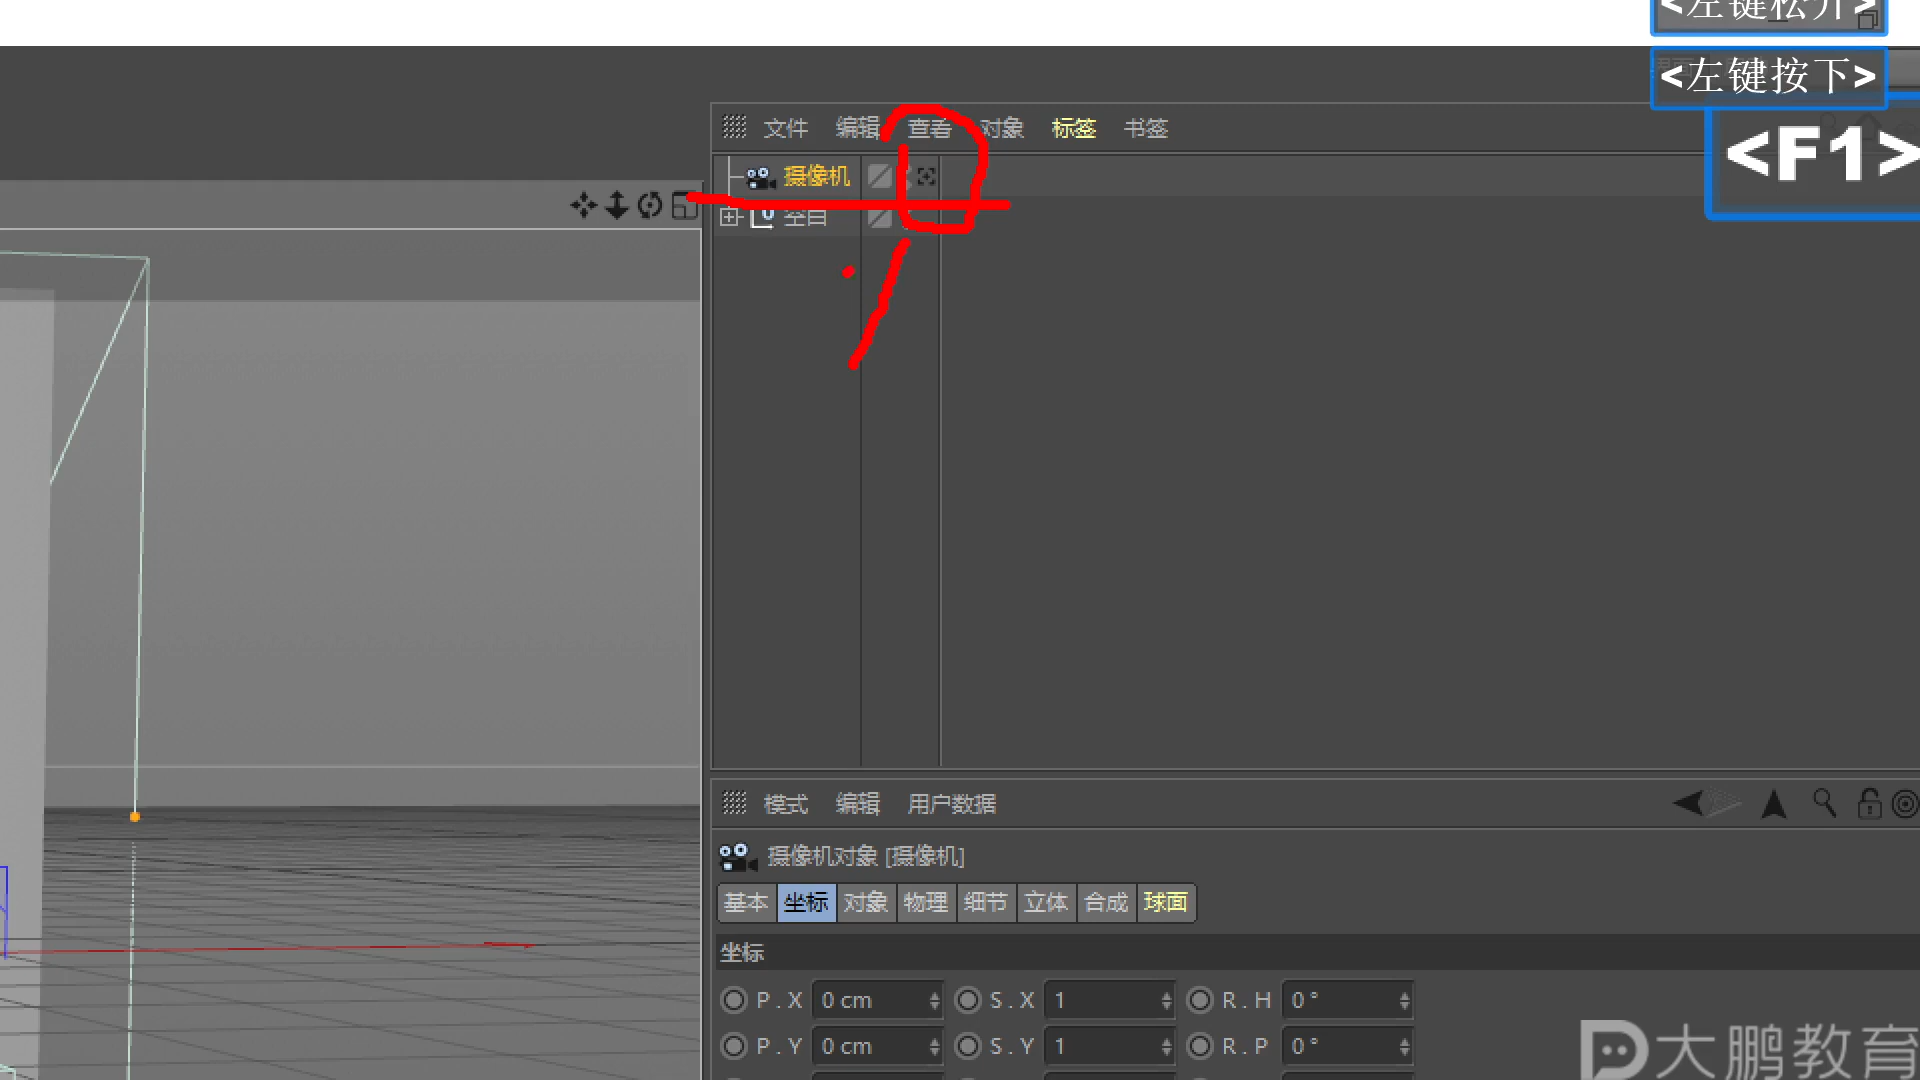 <左键松开>
<左键按下>
<F1>
文件 编辑 查看 对象 标签 书签
摄像机
空白
模式 编辑 用户数据
摄像机对象 [摄像机]
基本 坐标 对象 物理 细节 立体 合成 球面
坐标
P . X 0 cm S . X 1 R . H 0 °
P . Y 0 cm S . Y 1 R . P 0 °
大鹏教育